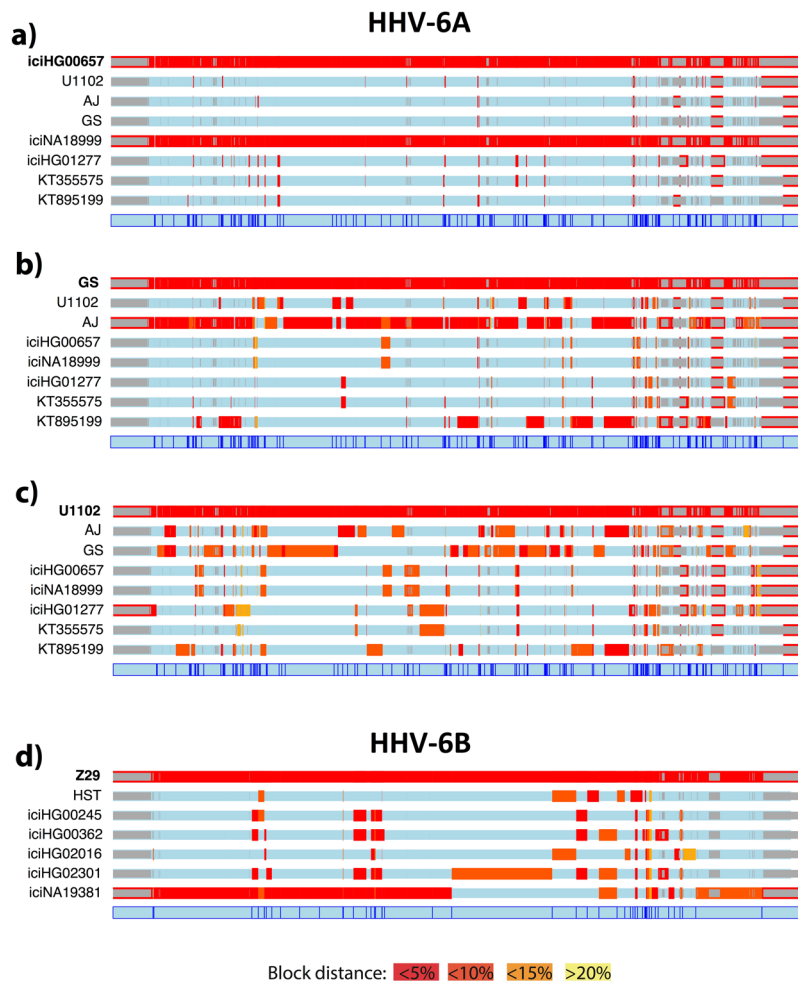 HHV-6A
a)
iciHG00657
U1102
AJ
GS
iciNA18999
iciHG01277
KT355575
KT895199
b)
GS
U1102
AJ
iciHG00657
iciNA18999
iciHG01277
KT355575
KT895199
c)
U1102
AJ
GS
iciHG00657
iciNA18999
iciHG01277
KT355575
KT895199
HHV-6B
d)
Z29
HST
iciHG00245
iciHG00362
iciHG02016
iciHG02301
iciNA19381
Block distance: <5% <10% <15% >20%